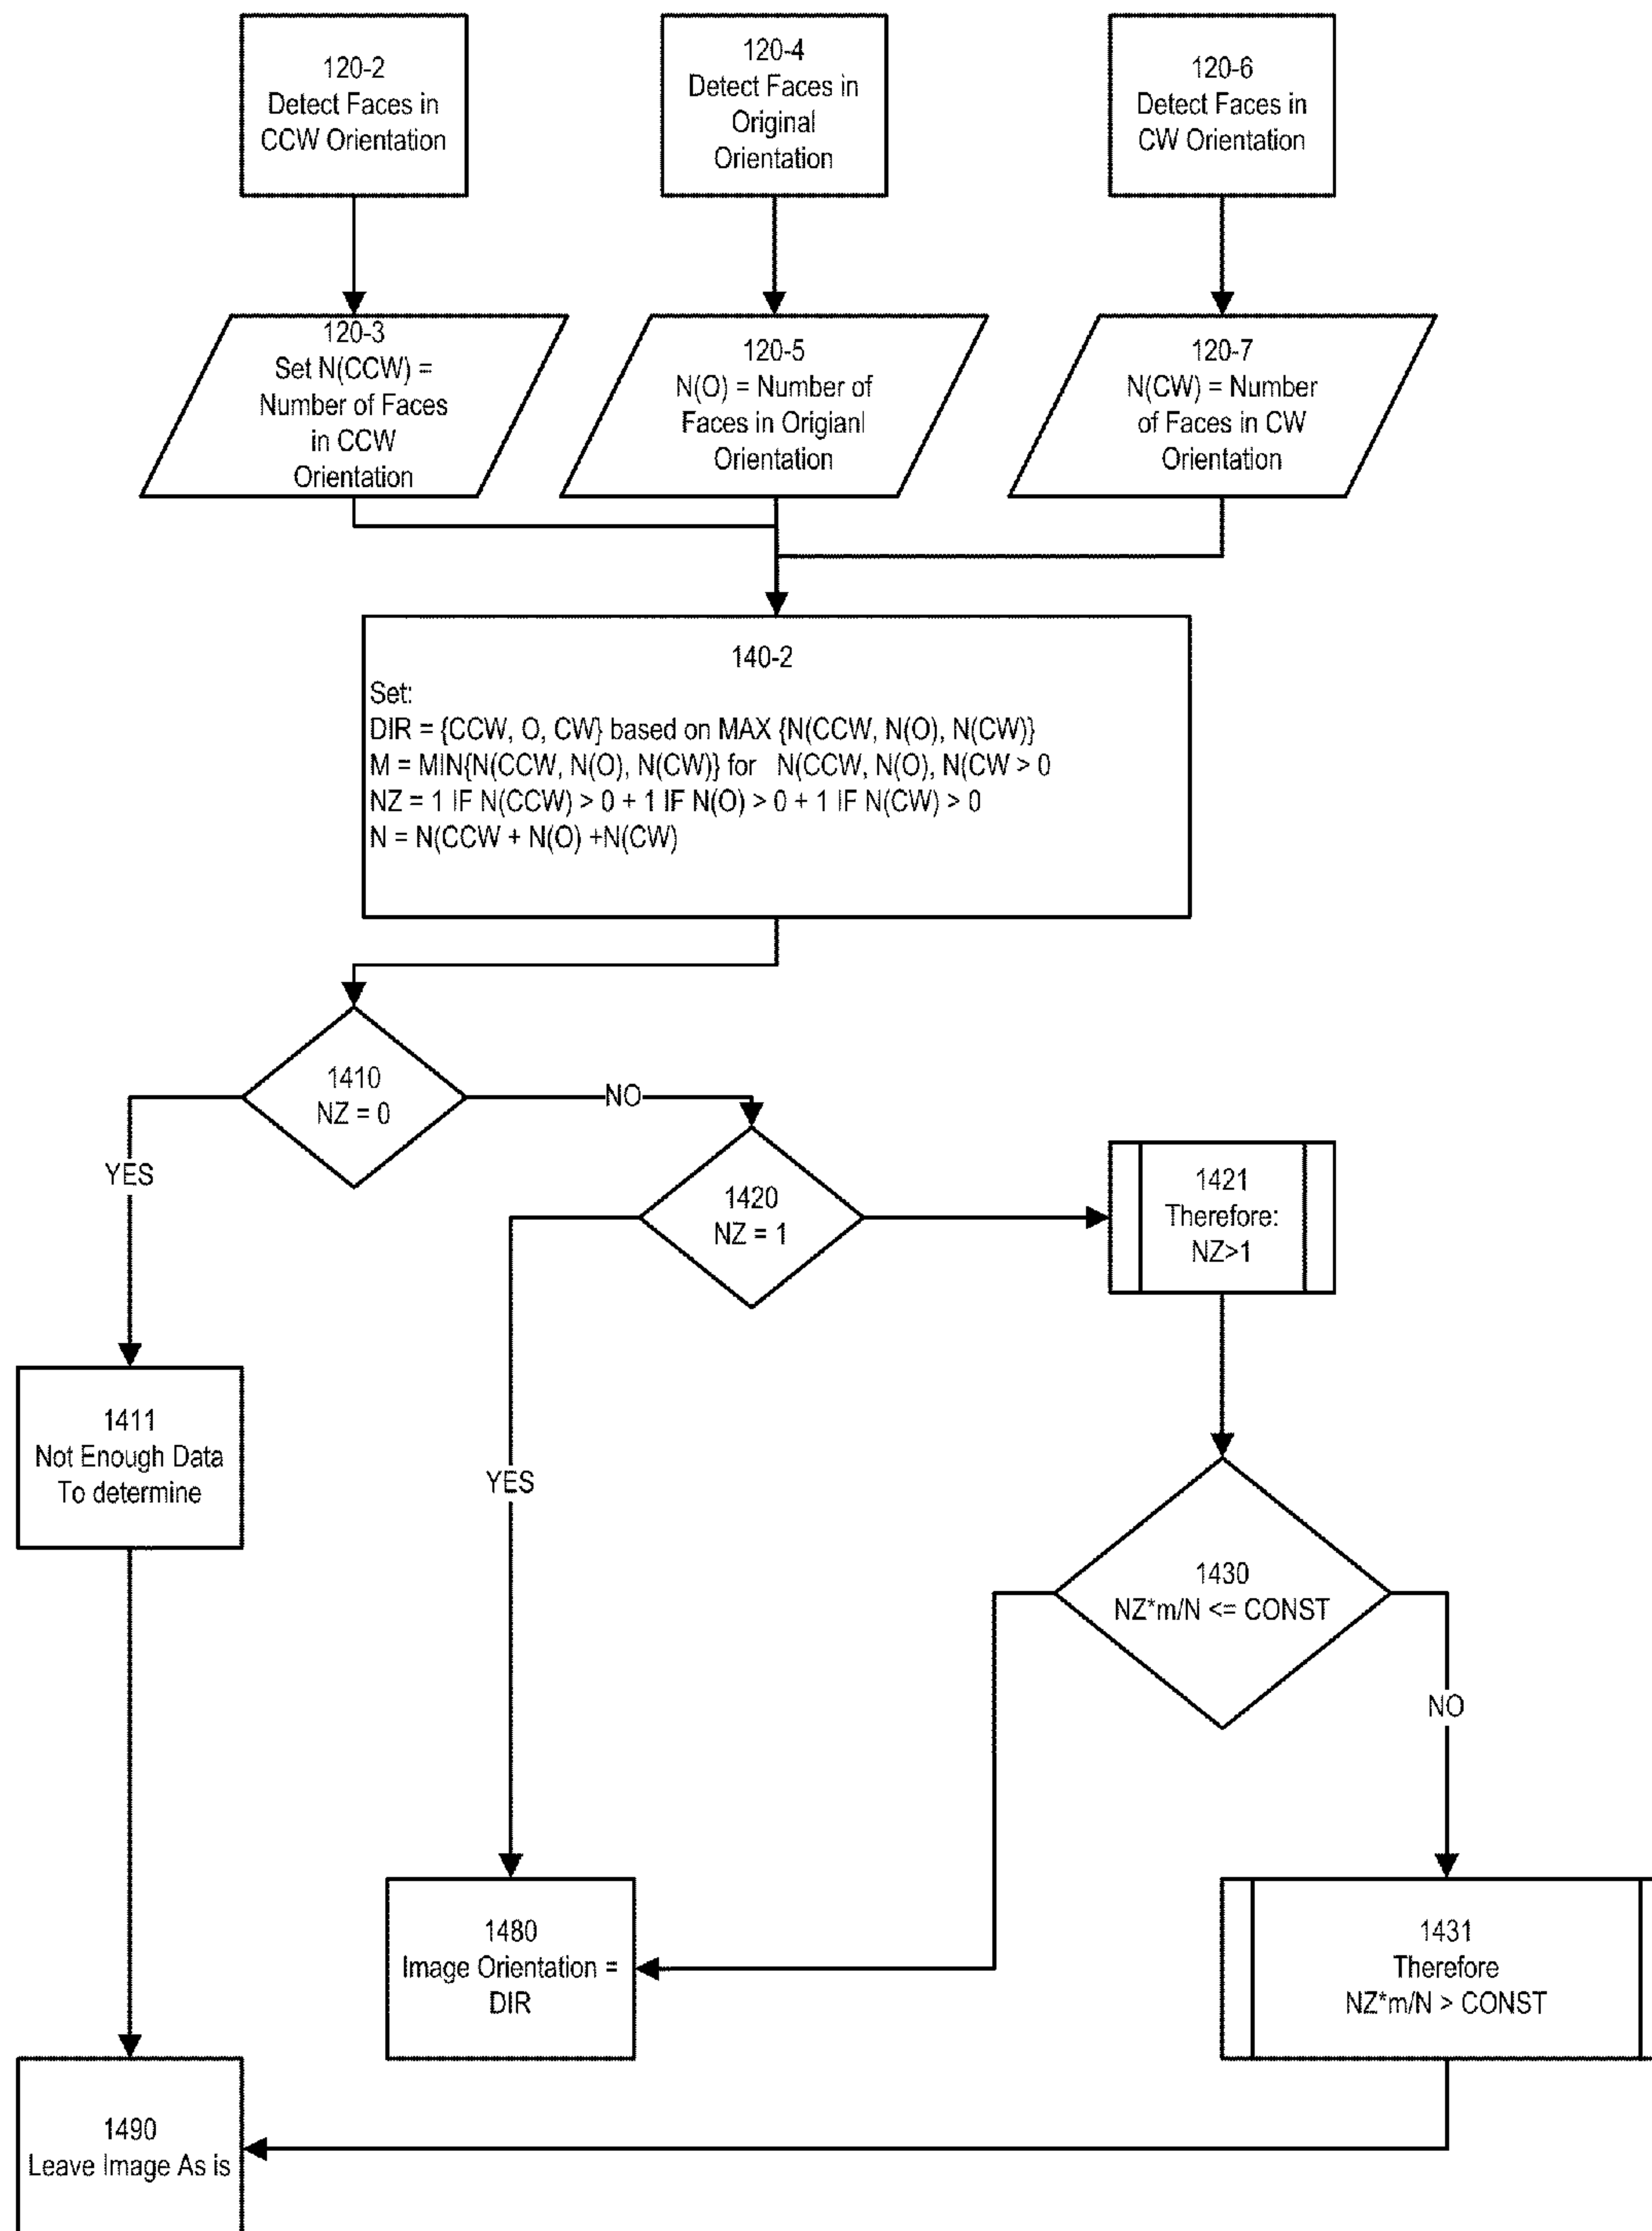 120-2
Detect Faces in
CCW Orientation
120-4
Detect Faces in
Original
Orientation
120-6
Detect Faces in
CW Orientation
120-3
Set N(CCW) =
Number of Faces
in CCW
Orientation
120-5
N(O) = Number of
Faces in Origianl
Orientation
120-7
N(CW) = Number
of Faces in CW
Orientation
140-2
Set:
DIR = {CCW, O, CW} based on MAX {N(CCW, N(O), N(CW)}
M = MIN{N(CCW, N(O), N(CW)} for N(CCW, N(O), N(CW > 0
NZ = 1 IF N(CCW) > 0 + 1 IF N(O) > 0 + 1 IF N(CW) > 0
N = N(CCW + N(O) +N(CW)
1410
NZ = 0
NO
YES
1420
NZ = 1
1421
Therefore:
NZ>1
1411
Not Enough Data
To determine
YES
1430
NZ*m/N <= CONST
NO
1480
Image Orientation =
DIR
1431
Therefore
NZ*m/N > CONST
1490
Leave Image As is